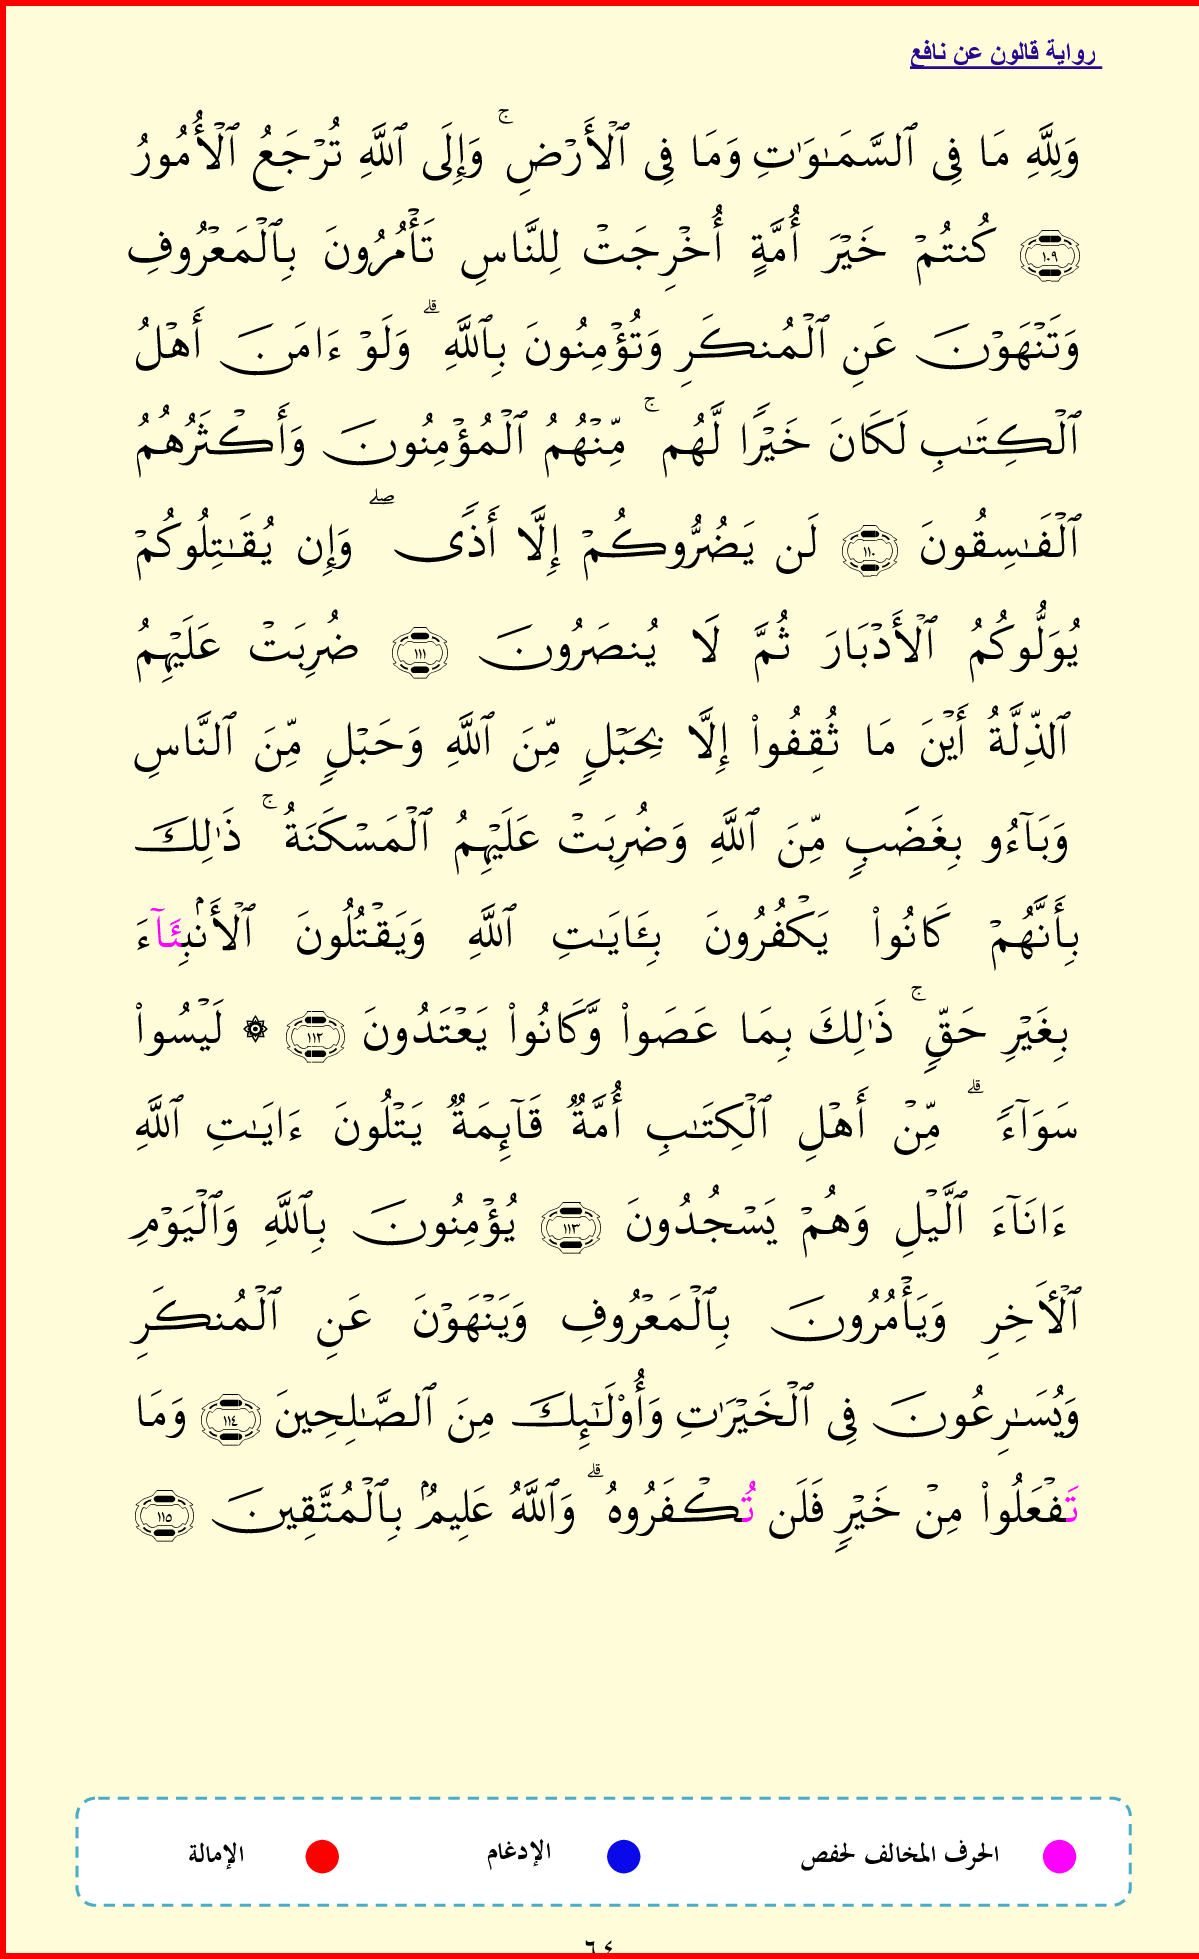 رواية قالون عن نافع
وَلِلَّهِ مَا فِى ٱلسَّمَـٰوَٰتِ وَمَا فِى ٱلْأَرْضِ ۚ وَإِلَى ٱللَّهِ تُرْجَعُ ٱلْأُمُورُ
١٠٩ كُنتُمْ خَيْرَ أُمَّةٍ أُخْرِجَتْ لِلنَّاسِ تَأْمُرُونَ بِٱلْمَعْرُوفِ
وَتَنْهَوْنَ عَنِ ٱلْمُنكَرِ وَتُؤْمِنُونَ بِٱللَّهِ ۗ وَلَوْ ءَامَنَ أَهْلُ
ٱلْكِتَـٰبِ لَكَانَ خَيْرًا لَّهُم ۚ مِّنْهُمُ ٱلْمُؤْمِنُونَ وَأَكْثَرُهُمُ
ٱلْفَـٰسِقُونَ ١١٠ لَن يَضُرُّوكُمْ إِلَّا أَذًى ۖ وَإِن يُقَـٰتِلُوكُمْ
يُوَلُّوكُمُ ٱلْأَدْبَارَ ثُمَّ لَا يُنصَرُونَ ١١١ ضُرِبَتْ عَلَيْهِمُ
ٱلذِّلَّةُ أَيْنَ مَا ثُقِفُوا۟ إِلَّا بِحَبْلٍ مِّنَ ٱللَّهِ وَحَبْلٍ مِّنَ ٱلنَّاسِ
وَبَآءُو بِغَضَبٍ مِّنَ ٱللَّهِ وَضُرِبَتْ عَلَيْهِمُ ٱلْمَسْكَنَةُ ۚ ذَٰلِكَ
بِأَنَّهُمْ كَانُوا۟ يَكْفُرُونَ بِـَٔايَـٰتِ ٱللَّهِ وَيَقْتُلُونَ ٱلْأَنۢبِـَٔآءَ
بِغَيْرِ حَقٍّ ۚ ذَٰلِكَ بِمَا عَصَوا۟ وَّكَانُوا۟ يَعْتَدُونَ ١١٢ ۞ لَيْسُوا۟
سَوَآءً ۗ مِّنْ أَهْلِ ٱلْكِتَـٰبِ أُمَّةٌ قَآئِمَةٌ يَتْلُونَ ءَايَـٰتِ ٱللَّهِ
ءَانَآءَ ٱلَّيْلِ وَهُمْ يَسْجُدُونَ ١١٣ يُؤْمِنُونَ بِٱللَّهِ وَٱلْيَوْمِ
ٱلْأَخِرِ وَيَأْمُرُونَ بِٱلْمَعْرُوفِ وَيَنْهَوْنَ عَنِ ٱلْمُنكَرِ
وَيُسَـٰرِعُونَ فِى ٱلْخَيْرَٰتِ وَأُو۟لَـٰٓئِكَ مِنَ ٱلصَّـٰلِحِينَ ١١٤ وَمَا
تَفْعَلُوا۟ مِنْ خَيْرٍ فَلَن تُكْفَرُوهُ ۗ وَٱللَّهُ عَلِيمٌۢ بِٱلْمُتَّقِينَ ١١٥
الحرف المخالف لحفص الإدغام الإمالة
٦٤